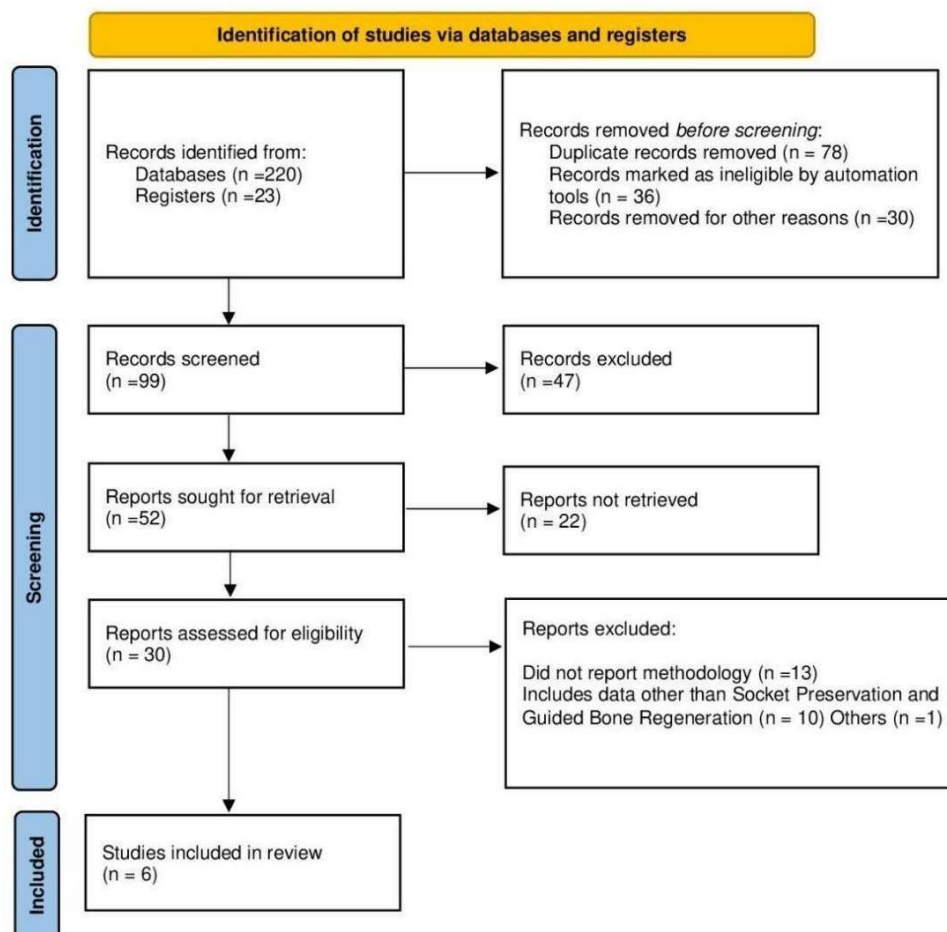 Identification of studies via databases and registers
Identification
Records identified from:
Databases (n =220)
Registers (n =23)
Records removed before screening:
Duplicate records removed (n = 78)
Records marked as ineligible by automation
tools (n = 36)
Records removed for other reasons (n =30)
Screening
Records screened
(n =99)
Records excluded
(n =47)
Reports sought for retrieval
(n =52)
Reports not retrieved
(n = 22)
Reports assessed for eligibility
(n = 30)
Reports excluded:
Did not report methodology (n =13)
Includes data other than Socket Preservation and
Guided Bone Regeneration (n = 10) Others (n =1)
Included
Studies included in review
(n = 6)